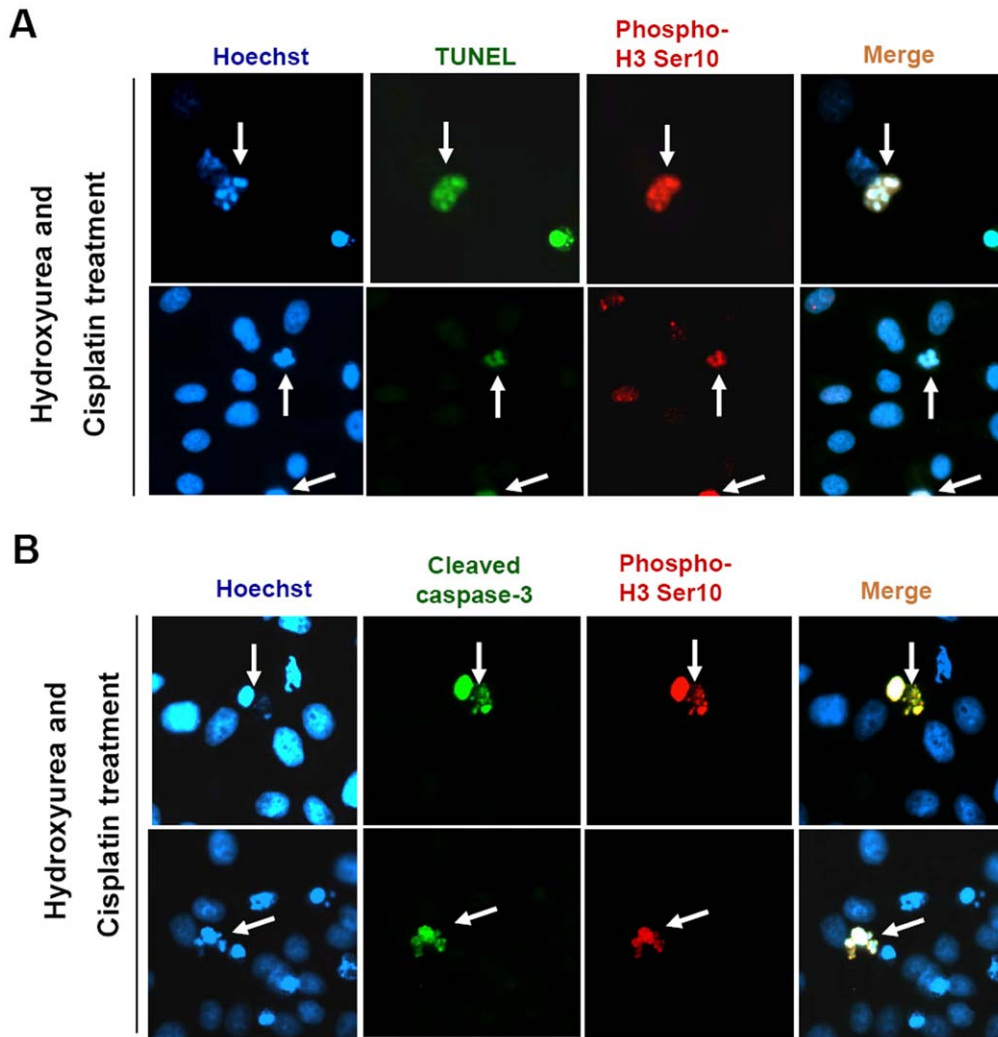 A
Hoechst
TUNEL
Phospho-
H3 Ser10
Merge
Hydroxyurea and
Cisplatin treatment
B
Hoechst
Cleaved
caspase-3
Phospho-
H3 Ser10
Merge
Hydroxyurea and
Cisplatin treatment